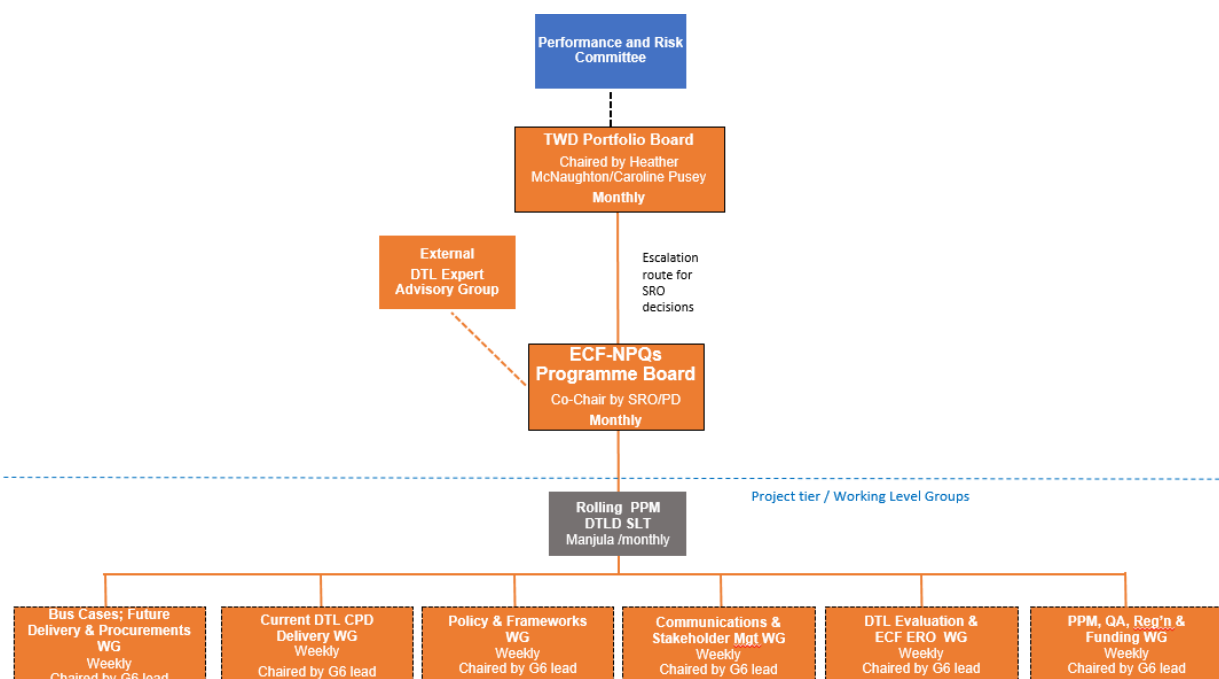 Performance and Risk
Committee
TWD Portfolio Board
Chaired by Heather
McNaughton/Caroline Pusey
Monthly
External
DTL Expert
Advisory Group
Escalation
route for
SRO
decisions
ECF-NPQs
Programme Board
Co-Chair by SRO/PD
Monthly
Project tier / Working Level Groups
Rolling PPM
DTLD SLT
Manjula /monthly
Bus Cases; Future
Delivery & Procurements
WG
Weekly
Chaired by G6 lead
Current DTL CPD
Delivery WG
Weekly
Chaired by G6 lead
Policy & Frameworks
WG
Weekly
Chaired by G6 lead
Communications &
Stakeholder Mgt WG
Weekly
Chaired by G6 lead
DTL Evaluation &
ECF ERO WG
Weekly
Chaired by G6 lead
PPM, QA, Reg'n &
Funding WG
Weekly
Chaired by G6 lead